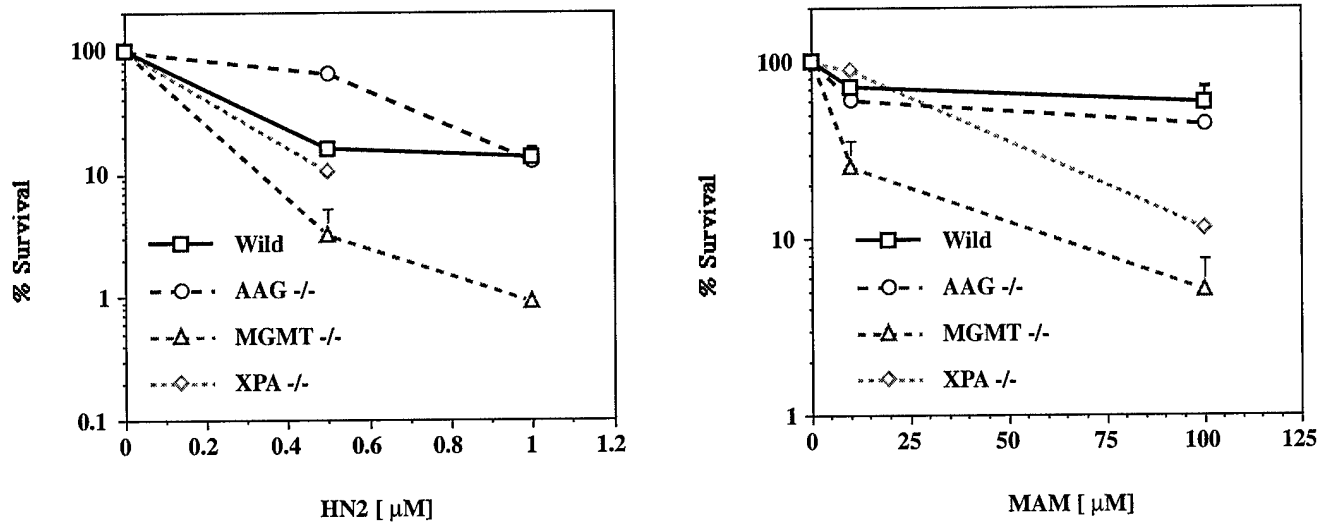 100
10
1
0.1
% Survival
Wild
AAG -/-
MGMT -/-
XPA -/-
0 0.2 0.4 0.6 0.8 1 1.2
HN2 [ μM]
100
10
1
% Survival
Wild
AAG -/-
MGMT -/-
XPA -/-
0 25 50 75 100 125
MAM [ μM]